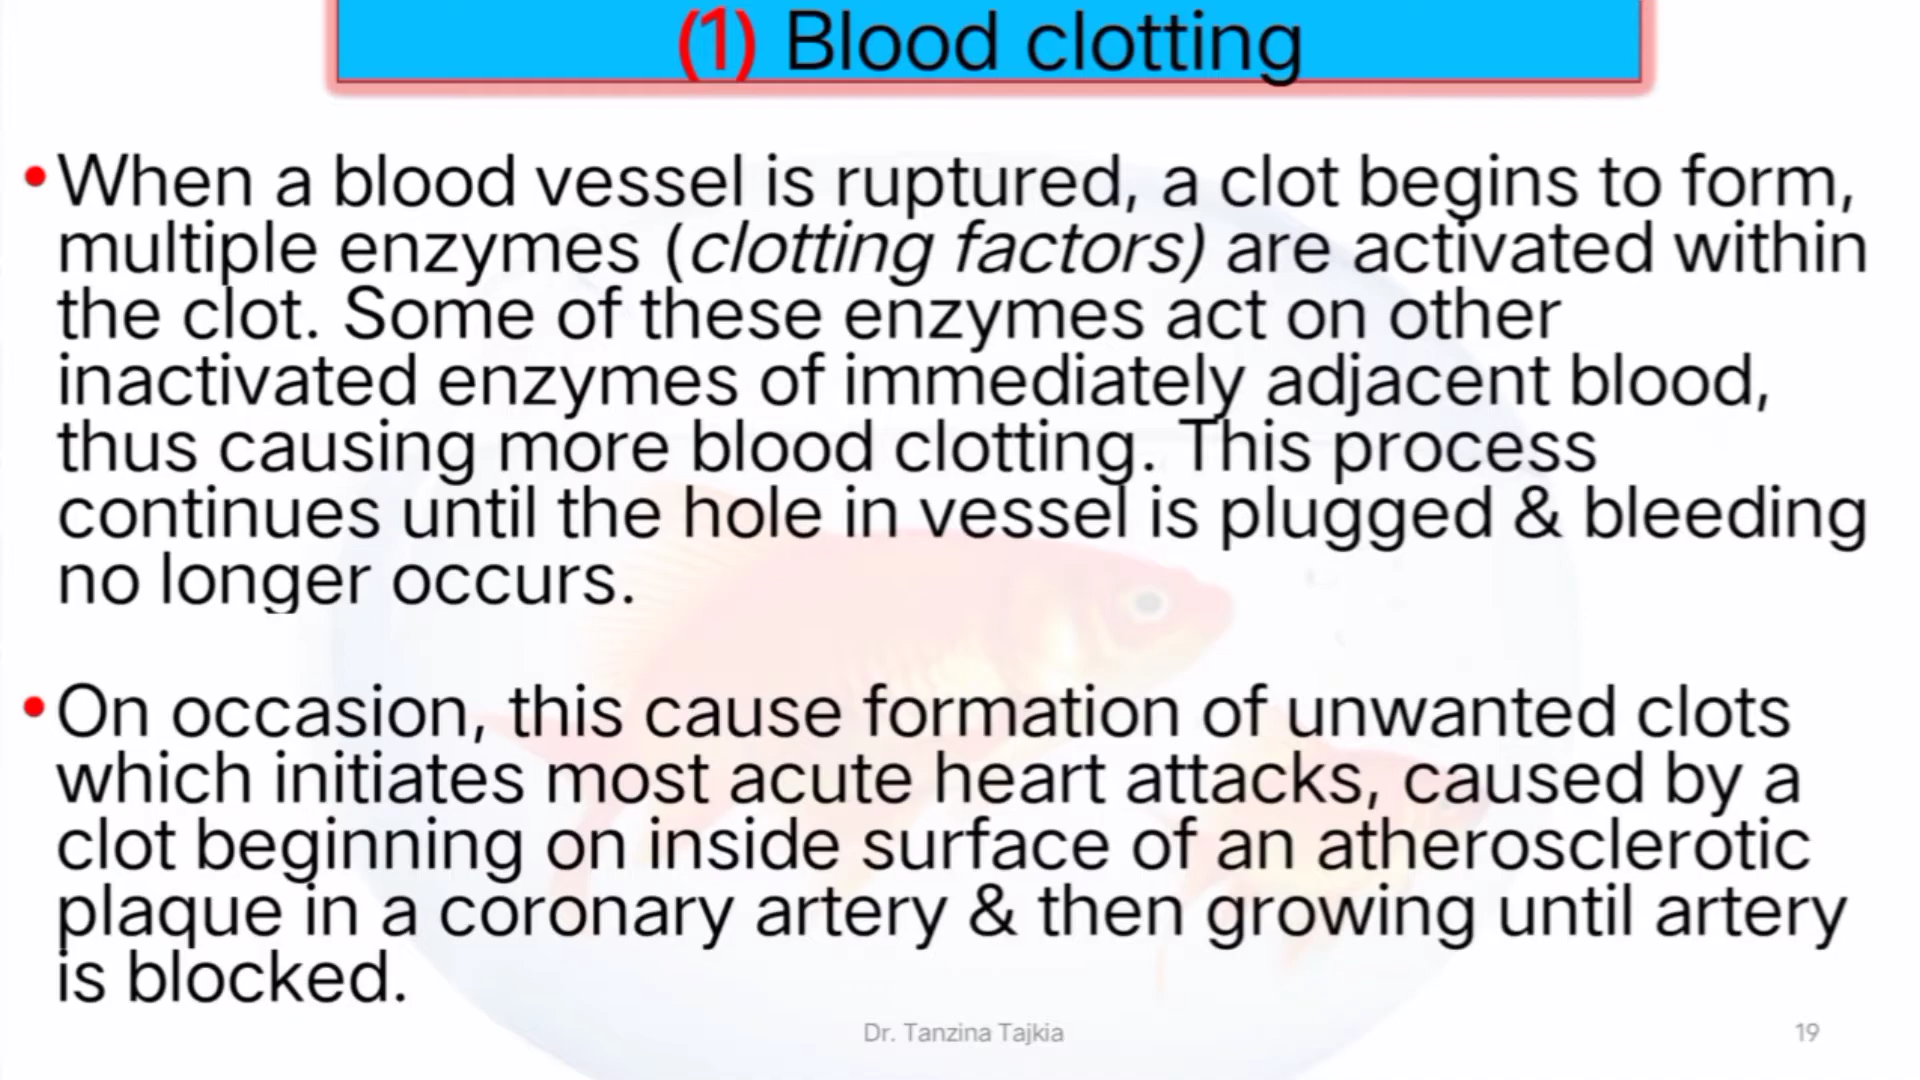 (1) Blood clotting
•When a blood vessel is ruptured, a clot begins to form,
multiple enzymes (clotting factors) are activated within
the clot. Some of these enzymes act on other
inactivated enzymes of immediately adjacent blood,
thus causing more blood clotting. This process
continues until the hole in vessel is plugged & bleeding
no longer occurs.
•On occasion, this cause formation of unwanted clots
which initiates most acute heart attacks, caused by a
clot beginning on inside surface of an atherosclerotic
plaque in a coronary artery & then growing until artery
is blocked.
Dr. Tanzina Tajkia
19